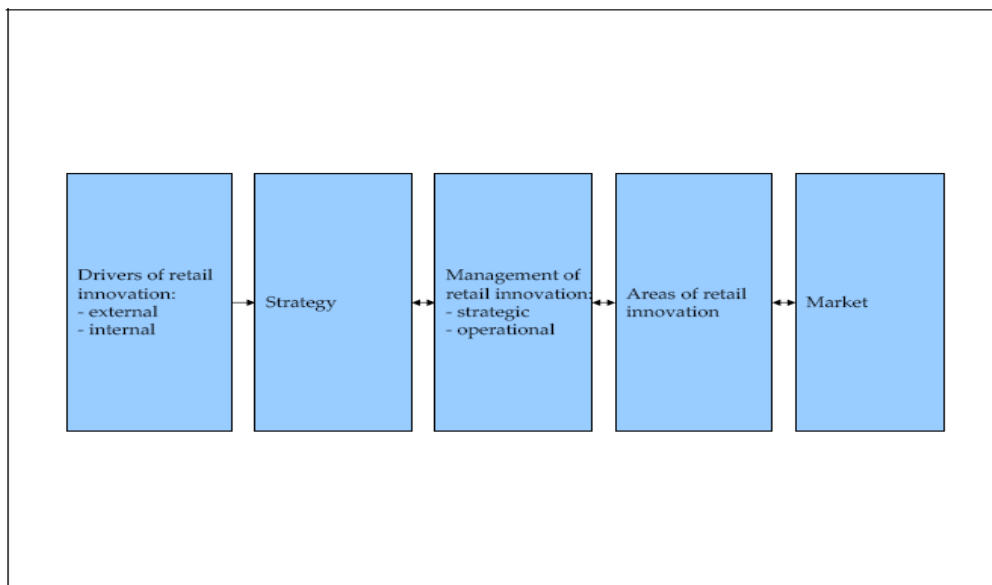 Drivers of retail
innovation:
- external
- internal
Strategy
Management of
retail innovation:
- strategic
- operational
Areas of retail
innovation
Market